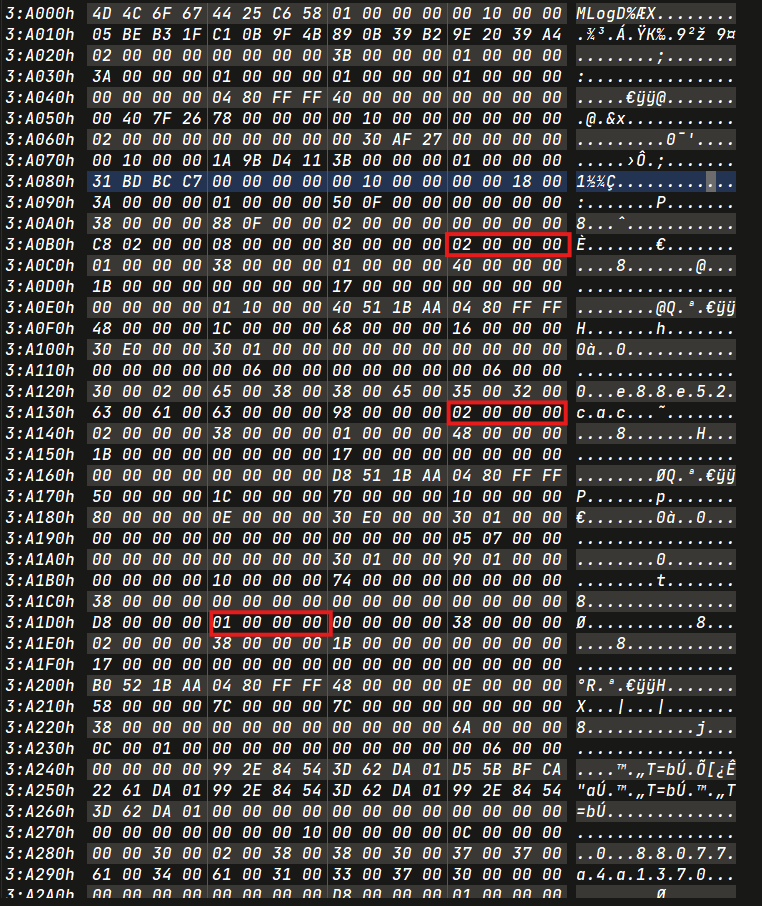 3:A000h 4D 4C 6F 67 44 25 C6 58 01 00 00 00 00 10 00 00 MLogD%ÆX........
3:A010h 05 BE B3 1F C1 0B 9F 4B 89 0B 39 B2 9E 20 39 A4 .¾³.Á.ŸK‰.9²ž 9¤
3:A020h 02 00 00 00 00 00 00 00 3B 00 00 00 01 00 00 00 ........;.......
3:A030h 3A 00 00 00 01 00 00 00 01 00 00 00 01 00 00 00 :...............
3:A040h 00 00 00 00 04 80 FF FF 40 00 00 00 00 00 00 00 .....€ÿÿ@.......
3:A050h 00 40 7F 26 78 00 00 00 00 10 00 00 00 00 00 00 .@.&x...........
3:A060h 02 00 00 00 00 00 00 00 00 30 AF 27 00 00 00 00 .........0¯'....
3:A070h 00 10 00 00 1A 9B D4 11 3B 00 00 00 01 00 00 00 .....›Ô.;.......
3:A080h 31 BD BC C7 00 00 00 00 00 10 00 00 00 00 18 00 1½¼Ç............
3:A090h 3A 00 00 00 01 00 00 00 50 0F 00 00 00 00 00 00 :.......P.......
3:A0A0h 38 00 00 00 88 0F 00 00 02 00 00 00 00 00 00 00 8...ˆ...........
3:A0B0h C8 02 00 00 08 00 00 00 80 00 00 00 02 00 00 00 È.......€.......
3:A0C0h 01 00 00 00 38 00 00 00 01 00 00 00 40 00 00 00 ....8.......@...
3:A0D0h 1B 00 00 00 00 00 00 00 17 00 00 00 00 00 00 00 ................
3:A0E0h 00 00 00 00 01 10 00 00 40 51 1B AA 04 80 FF FF ........@Q.ª.€ÿÿ
3:A0F0h 48 00 00 00 1C 00 00 00 68 00 00 00 16 00 00 00 H.......h.......
3:A100h 30 E0 00 00 30 01 00 00 00 00 00 00 00 00 00 00 0à..0...........
3:A110h 00 00 00 00 00 06 00 00 00 00 00 00 00 06 00 00 ................
3:A120h 30 00 02 00 65 00 38 00 38 00 65 00 35 00 32 00 0...e.8.8.e.5.2.
3:A130h 63 00 61 00 63 00 00 00 98 00 00 00 02 00 00 00 c.a.c...˜.......
3:A140h 02 00 00 00 38 00 00 00 01 00 00 00 48 00 00 00 ....8.......H...
3:A150h 1B 00 00 00 00 00 00 00 17 00 00 00 00 00 00 00 ................
3:A160h 00 00 00 00 00 00 00 00 D8 51 1B AA 04 80 FF FF ........ØQ.ª.€ÿÿ
3:A170h 50 00 00 00 1C 00 00 00 70 00 00 00 10 00 00 00 P.......p.......
3:A180h 80 00 00 00 0E 00 00 00 30 E0 00 00 30 01 00 00 €.......0à..0...
3:A190h 00 00 00 00 00 00 00 00 00 00 00 00 05 07 00 00 ................
3:A1A0h 00 00 00 00 00 00 00 00 30 01 00 00 90 01 00 00 ........0.......
3:A1B0h 00 00 00 00 10 00 00 00 74 00 00 00 00 00 00 00 ........t.......
3:A1C0h 38 00 00 00 00 00 00 00 00 00 00 00 00 00 00 00 8...............
3:A1D0h D8 00 00 00 01 00 00 00 00 00 00 00 38 00 00 00 Ø...........8...
3:A1E0h 02 00 00 00 38 00 00 00 1B 00 00 00 00 00 00 00 ....8...........
3:A1F0h 17 00 00 00 00 00 00 00 00 00 00 00 00 00 00 00 ................
3:A200h B0 52 1B AA 04 80 FF FF 48 00 00 00 0E 00 00 00 °R.ª.€ÿÿH.......
3:A210h 58 00 00 00 7C 00 00 00 7C 00 00 00 00 00 00 00 X...|...|.......
3:A220h 38 00 00 00 00 00 00 00 00 00 00 00 6A 00 00 00 8...........j...
3:A230h 0C 00 01 00 00 00 00 00 00 00 00 00 00 00 06 00 ................
3:A240h 00 00 00 00 99 2E 84 54 3D 62 DA 01 D5 5B BF CA ....™.„T=bÚ.Õ[¿Ê
3:A250h 22 61 DA 01 99 2E 84 54 3D 62 DA 01 99 2E 84 54 "aÚ.™.„T=bÚ.™.„T
3:A260h 3D 62 DA 01 00 00 00 00 00 00 00 00 00 00 00 00 =bÚ.............
3:A270h 00 00 00 00 00 00 00 10 00 00 00 00 0C 00 00 00 ................
3:A280h 00 00 30 00 02 00 38 00 38 00 30 00 37 00 37 00 ..0...8.8.0.7.7.
3:A290h 61 00 34 00 61 00 31 00 33 00 37 00 30 00 00 00 a.4.a.1.3.7.0...
3:A2A0h 00 00 00 00 00 00 00 00 D8 00 00 00 01 00 00 00 ........Ø.......